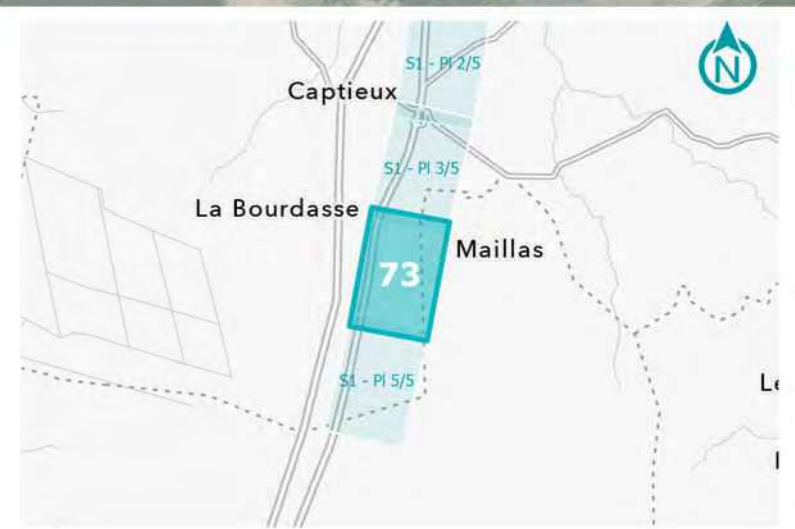 S1 - Pl 2/5
N
Captieux
S1 - Pl 3/5
La Bourdasse
Maillas
73
S1 - Pl 5/5